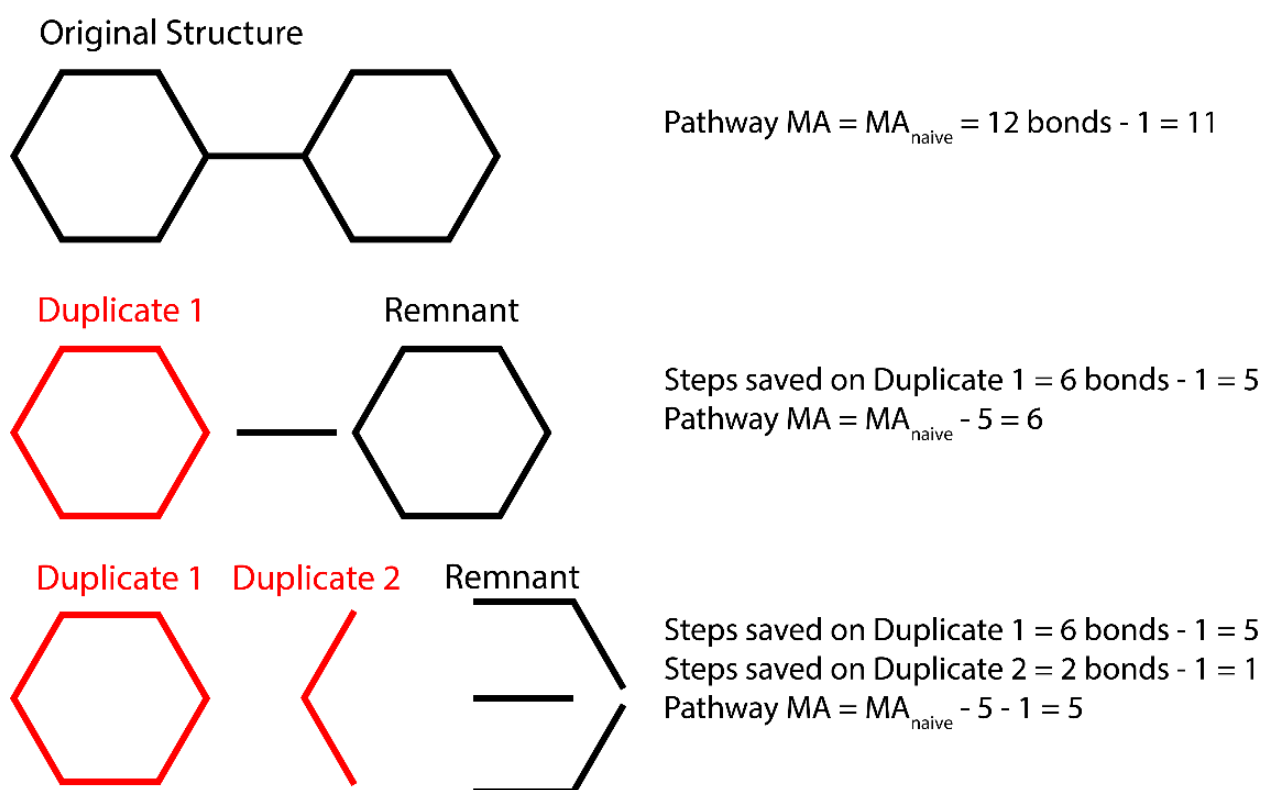 Original Structure
Pathway MA = MAnaive = 12 bonds - 1 = 11
Duplicate 1
Remnant
Steps saved on Duplicate 1 = 6 bonds - 1 = 5
Pathway MA = MAnaive - 5 = 6
Duplicate 1
Duplicate 2
Remnant
Steps saved on Duplicate 1 = 6 bonds - 1 = 5
Steps saved on Duplicate 2 = 2 bonds - 1 = 1
Pathway MA = MAnaive - 5 - 1 = 5